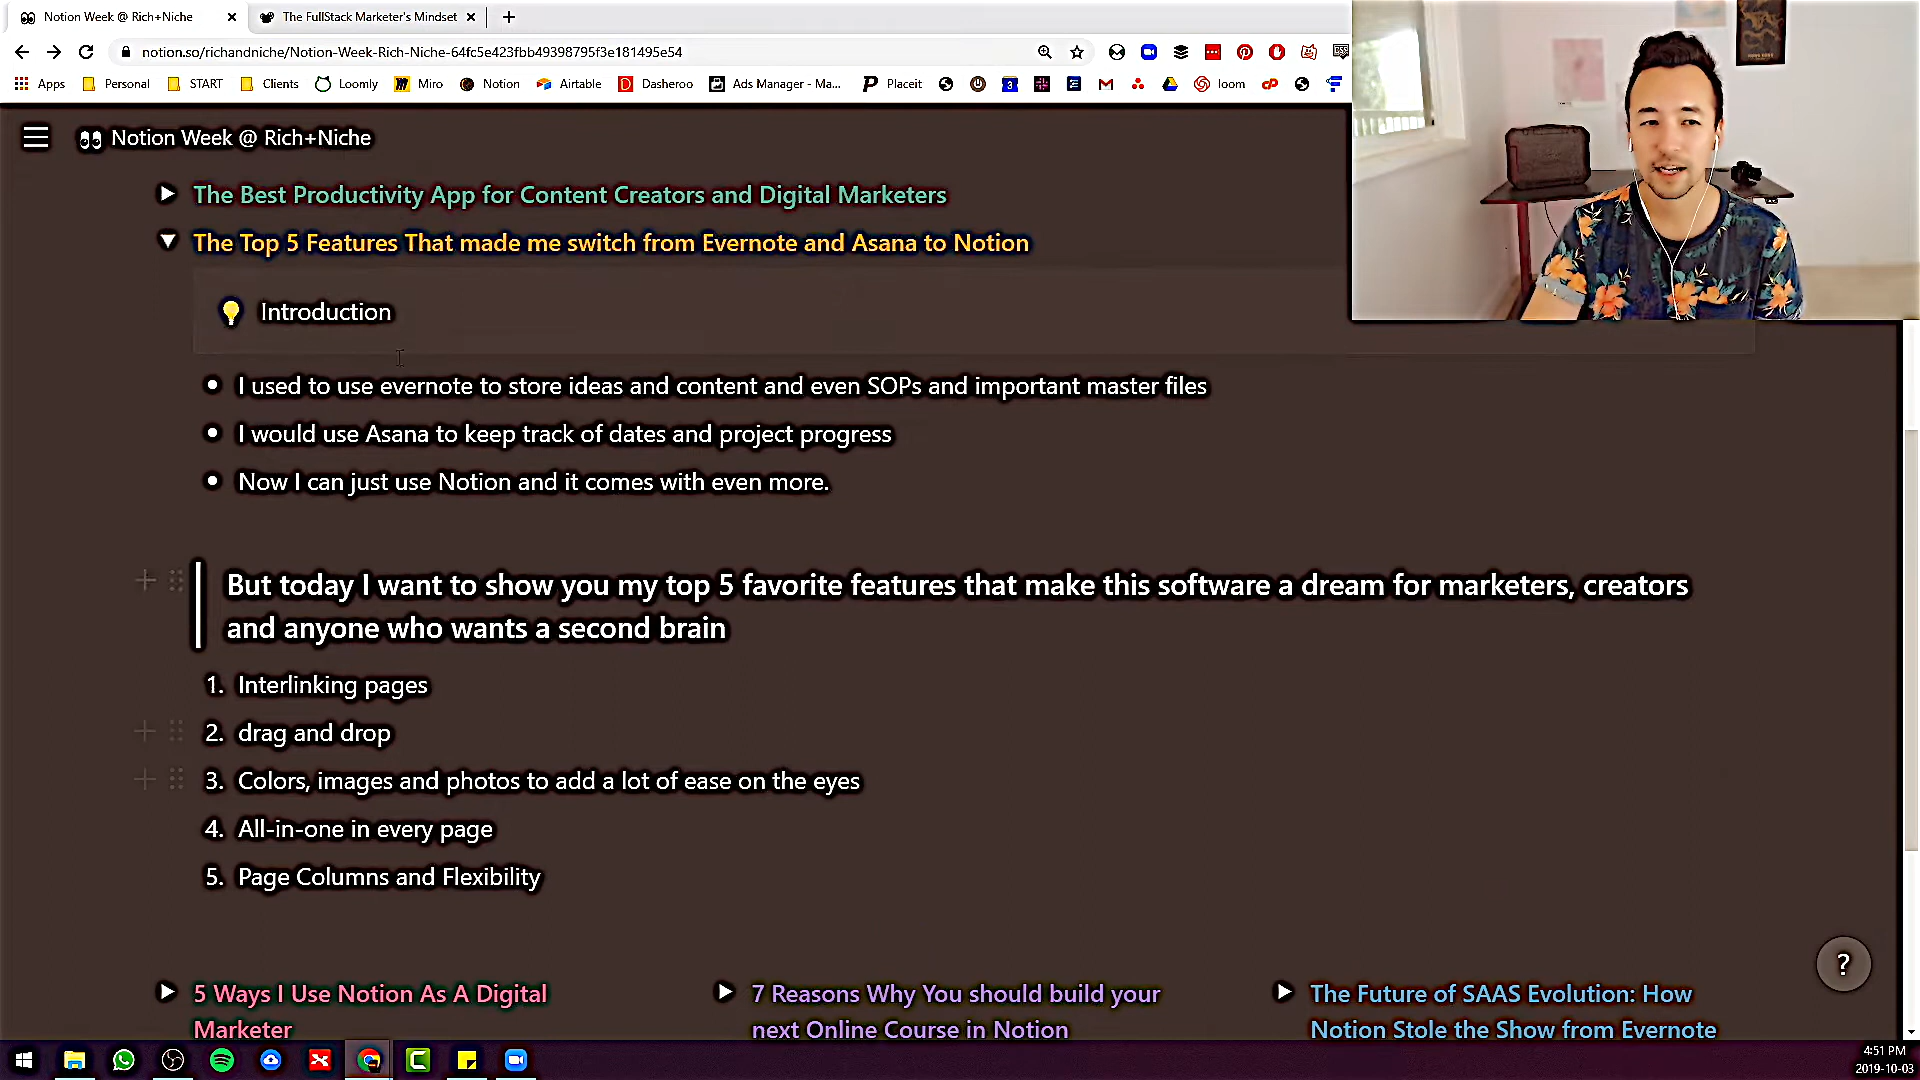 Notion Week @ Rich+Niche
The FullStack Marketer's Mindset
notion.so/richandniche/Notion-Week-Rich-Niche-64fc5e423fbb49398795f3e181495e54
Apps Personal START Clients Loomly Miro Notion Airtable Dasheroo Ads Manager - Ma... Placeit loom
Notion Week @ Rich+Niche
The Best Productivity App for Content Creators and Digital Marketers
The Top 5 Features That made me switch from Evernote and Asana to Notion
Introduction
I used to use evernote to store ideas and content and even SOPs and important master files
I would use Asana to keep track of dates and project progress
Now I can just use Notion and it comes with even more.
But today I want to show you my top 5 favorite features that make this software a dream for marketers, creators
and anyone who wants a second brain
1. Interlinking pages
2. drag and drop
3. Colors, images and photos to add a lot of ease on the eyes
4. All-in-one in every page
5. Page Columns and Flexibility
?
5 Ways I Use Notion As A Digital
Marketer
7 Reasons Why You should build your
next Online Course in Notion
The Future of SAAS Evolution: How
Notion Stole the Show from Evernote
4:51 PM
2019-10-03